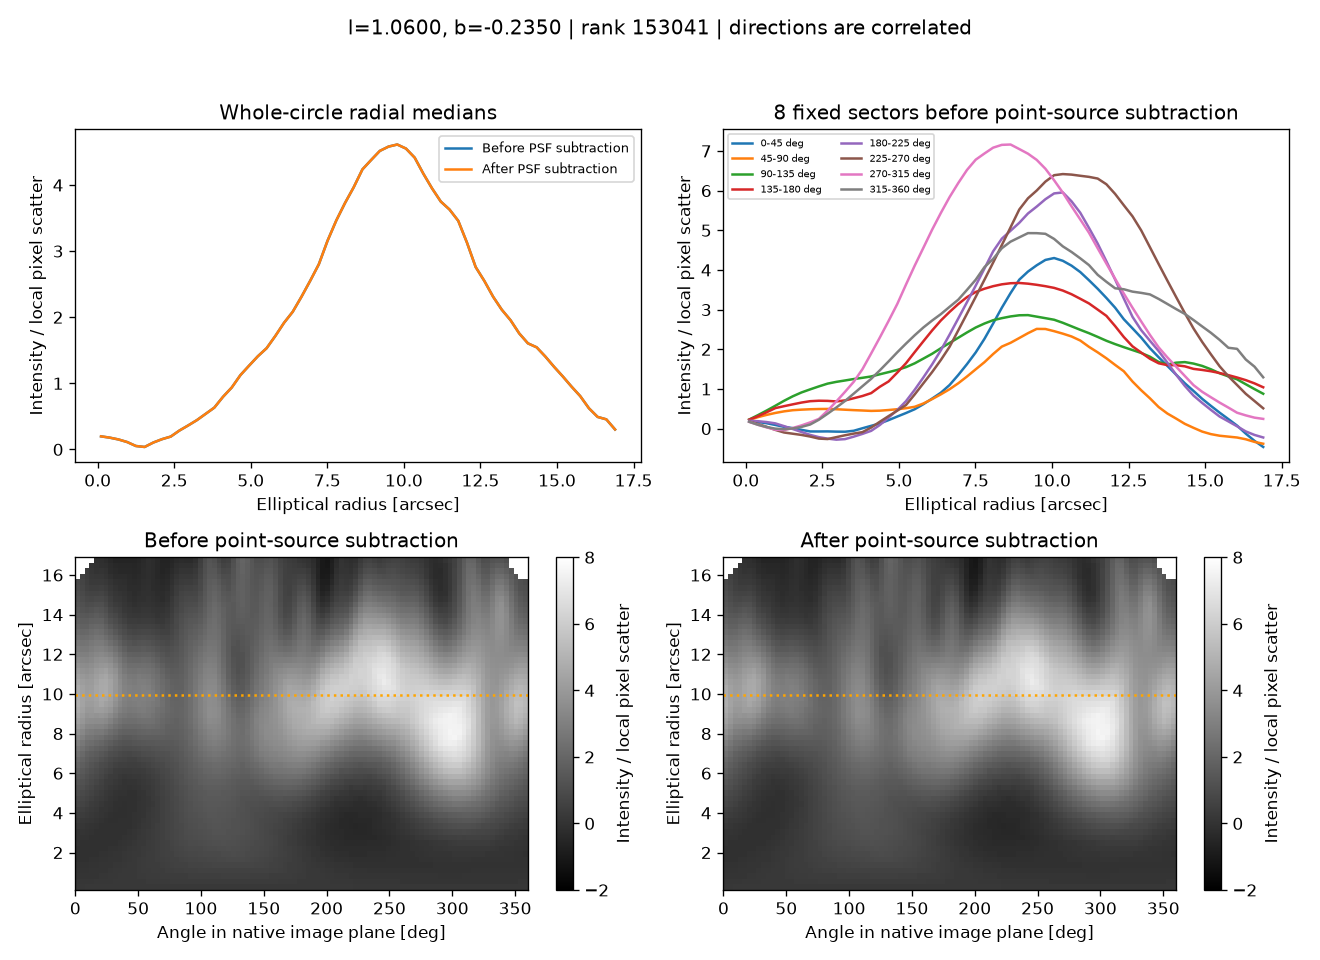 l=1.0600, b=-0.2350 | rank 153041 | directions are correlated
Whole-circle radial medians
Intensity / local pixel scatter
4
3
2
1
0
Before PSF subtraction
After PSF subtraction
0.0 2.5 5.0 7.5 10.0 12.5 15.0 17.5
Elliptical radius [arcsec]
8 fixed sectors before point-source subtraction
Intensity / local pixel scatter
7
6
5
4
3
2
1
0
0-45 deg
45-90 deg
90-135 deg
135-180 deg
180-225 deg
225-270 deg
270-315 deg
315-360 deg
0.0 2.5 5.0 7.5 10.0 12.5 15.0 17.5
Elliptical radius [arcsec]
Before point-source subtraction
Elliptical radius [arcsec]
16
14
12
10
8
6
4
2
0 50 100 150 200 250 300 350
Angle in native image plane [deg]
8
6
4
2
0
−2
Intensity / local pixel scatter
After point-source subtraction
Elliptical radius [arcsec]
16
14
12
10
8
6
4
2
0 50 100 150 200 250 300 350
Angle in native image plane [deg]
8
6
4
2
0
−2
Intensity / local pixel scatter